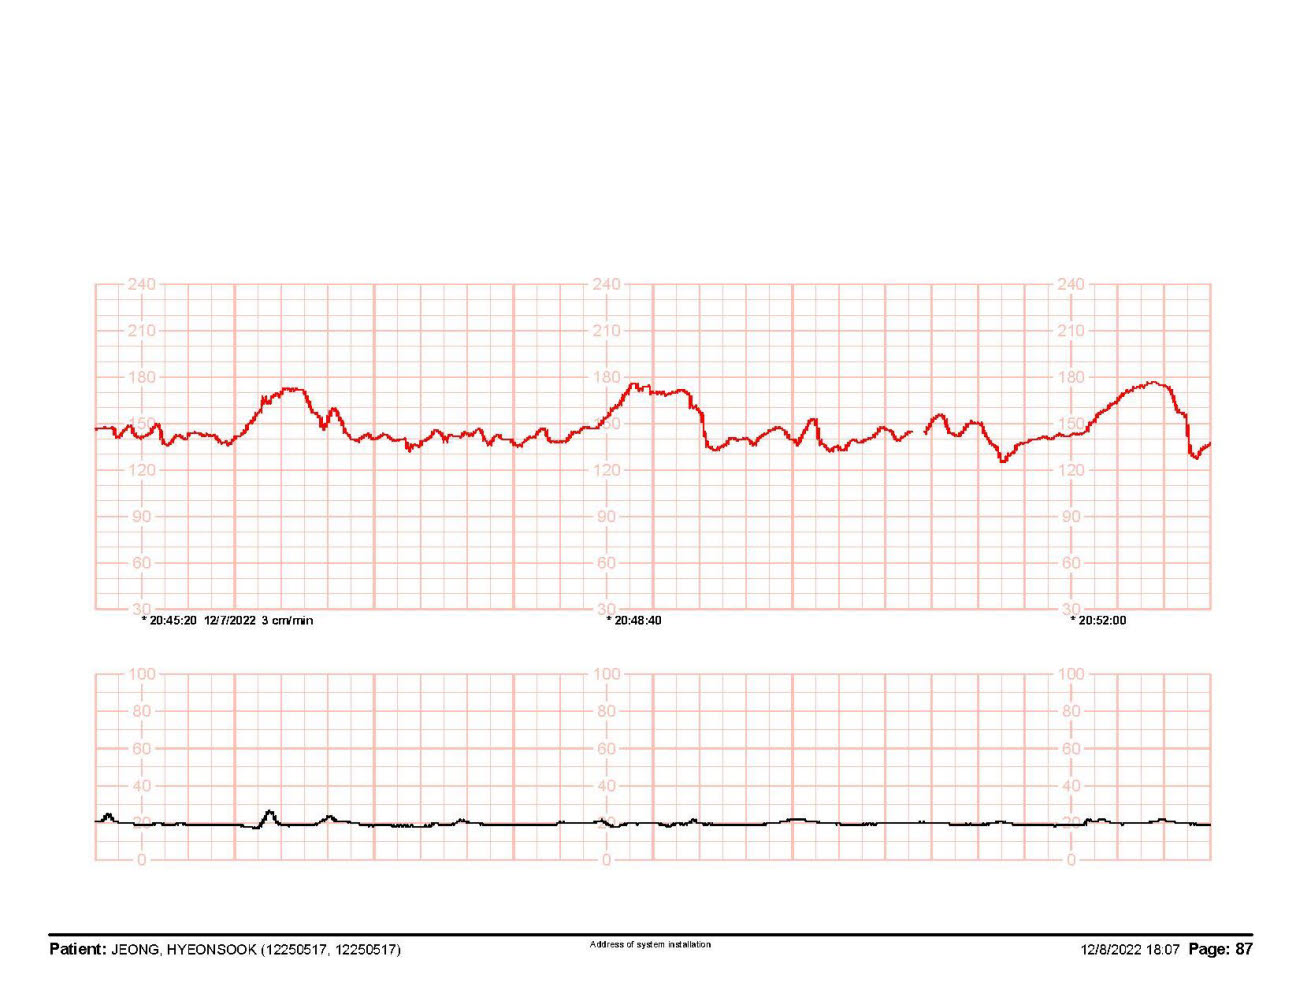 240 240 240
210 210 210
180 180 180
150 150 150
120 120 120
90 90 90
60 60 60
30 30 30
* 20:45:20 12/7/2022 3 cm/min * 20:48:40 * 20:52:00
100 100 100
80 80 80
60 60 60
40 40 40
20 20 20
0 0 0
Patient: JEONG, HYEONSOOK (12250517, 12250517) Address of system installation 12/8/2022 18:07 Page: 87